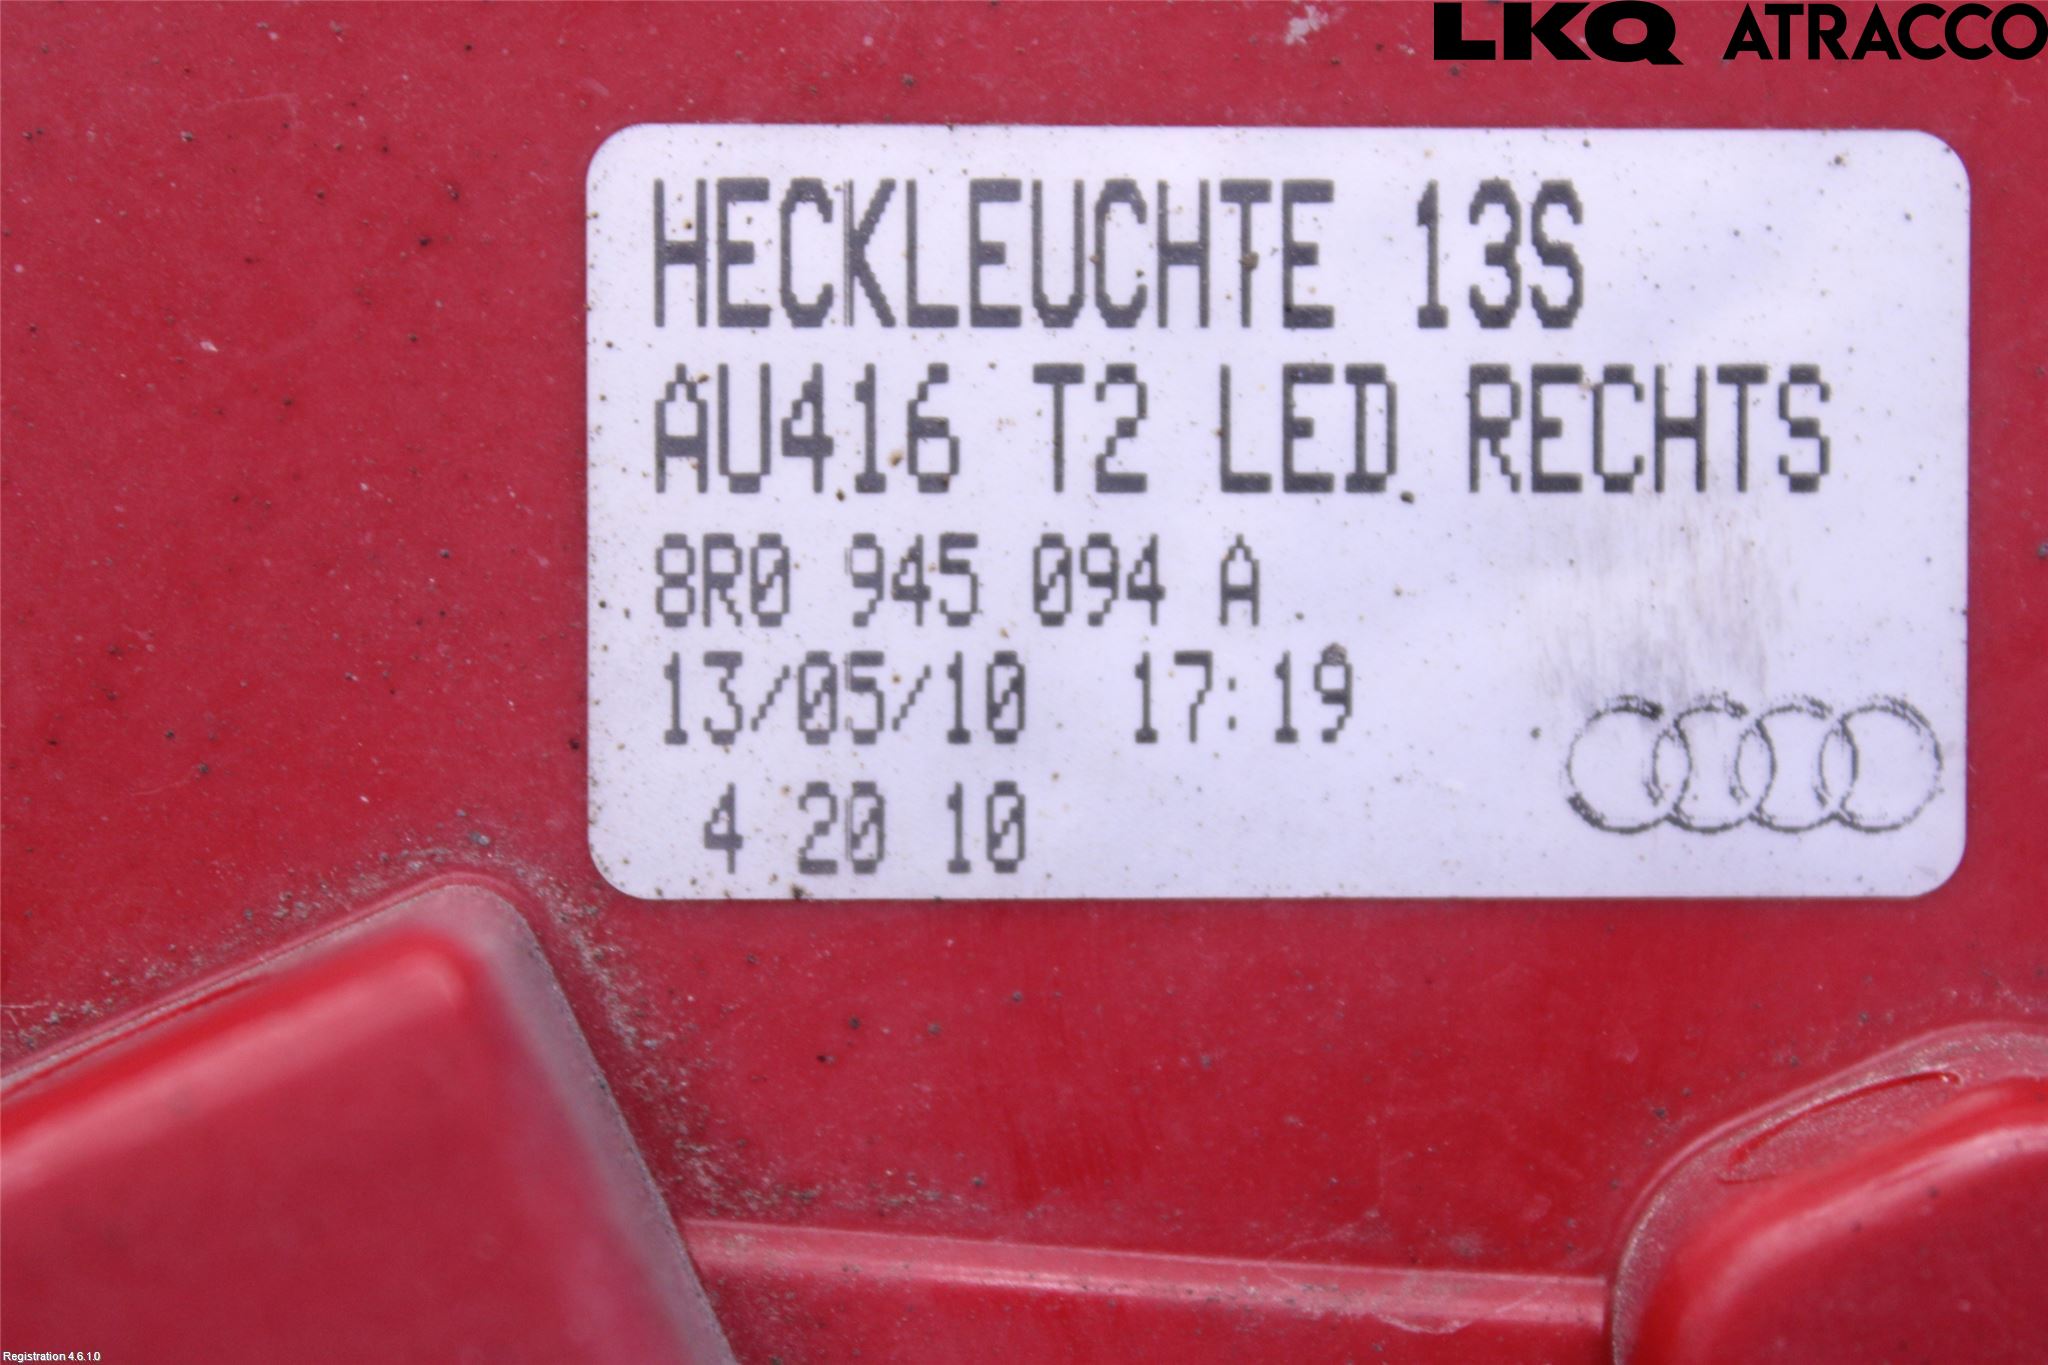 LKQ ATRACCO
HECKLEUCHTE 13S
AU416 T2 LED RECHTS
8R0 945 094 A
13/05/10 17:19
4 20 10
Registration 4.6.1.0